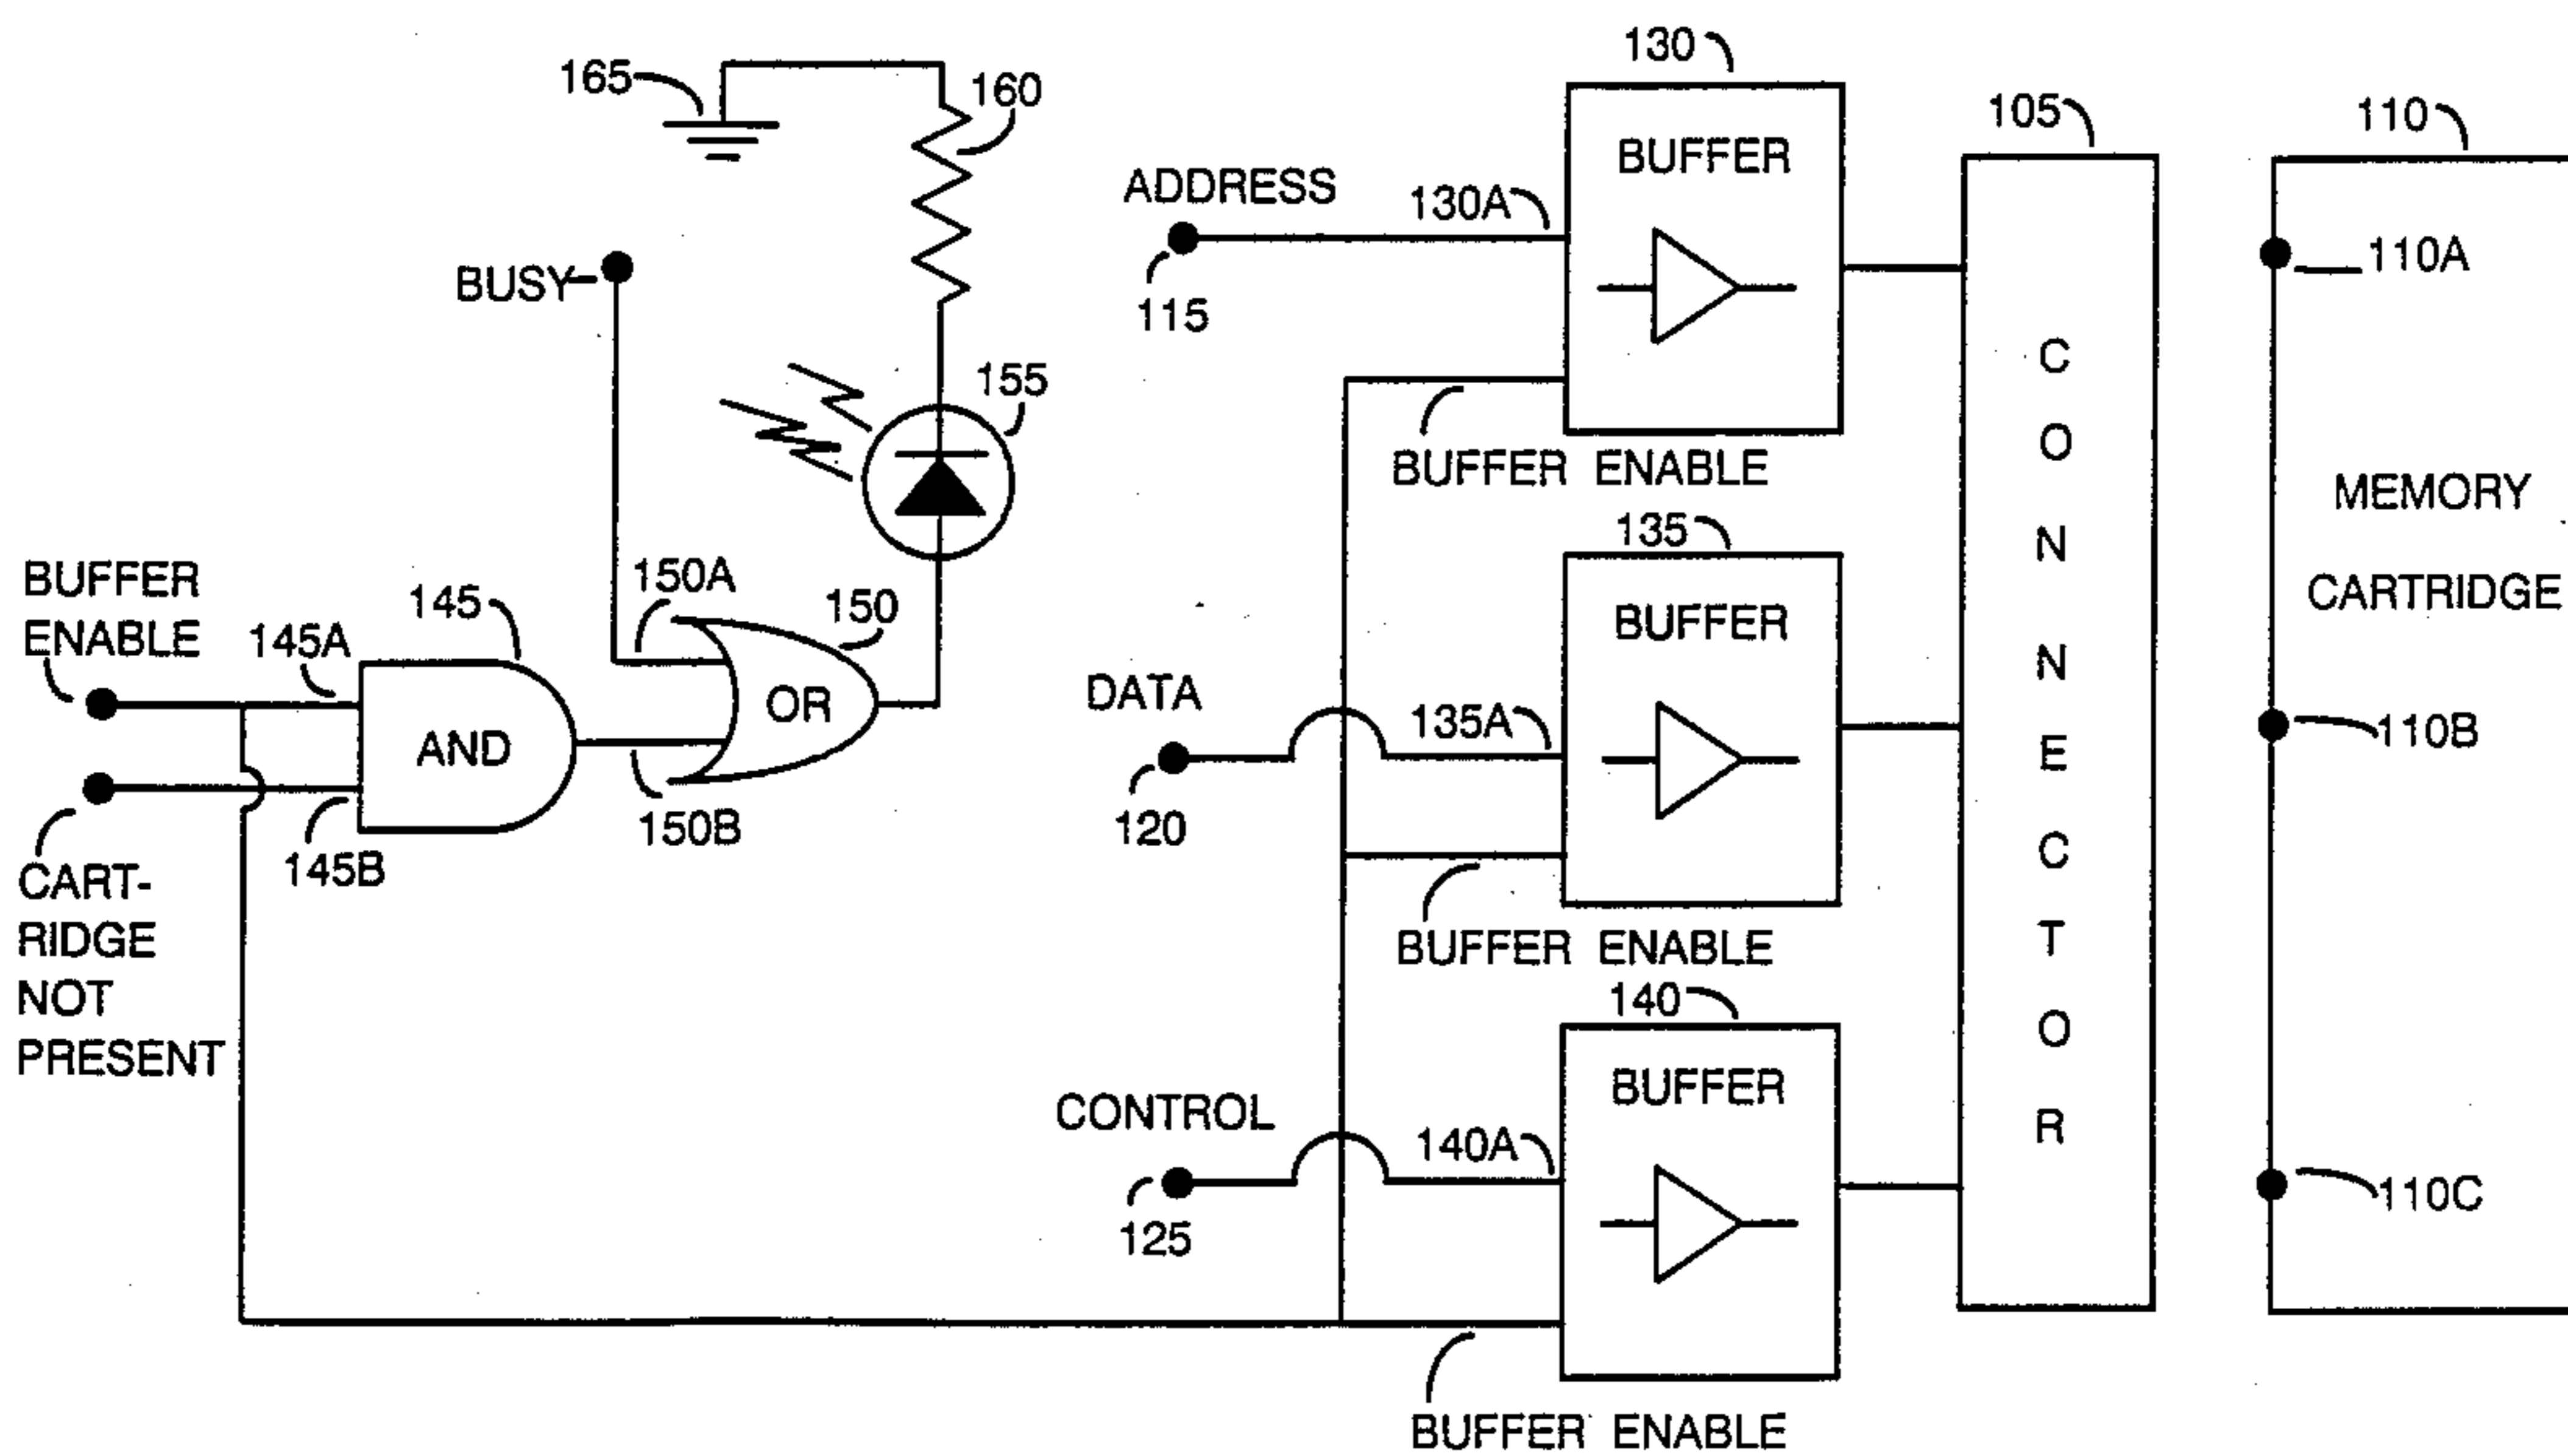 130
165
160
105
110
BUFFER
ADDRESS
130A
BUSY
115
110A
155
C
O
N
N
E
C
T
O
R
BUFFER ENABLE
MEMORY
CARTRIDGE
135
BUFFER
ENABLE
145A
145
150A
150
BUFFER
AND
OR
DATA
135A
110B
120
150B
145B
CART-
RIDGE
NOT
PRESENT
BUFFER ENABLE
140
BUFFER
CONTROL
140A
125
110C
BUFFER ENABLE